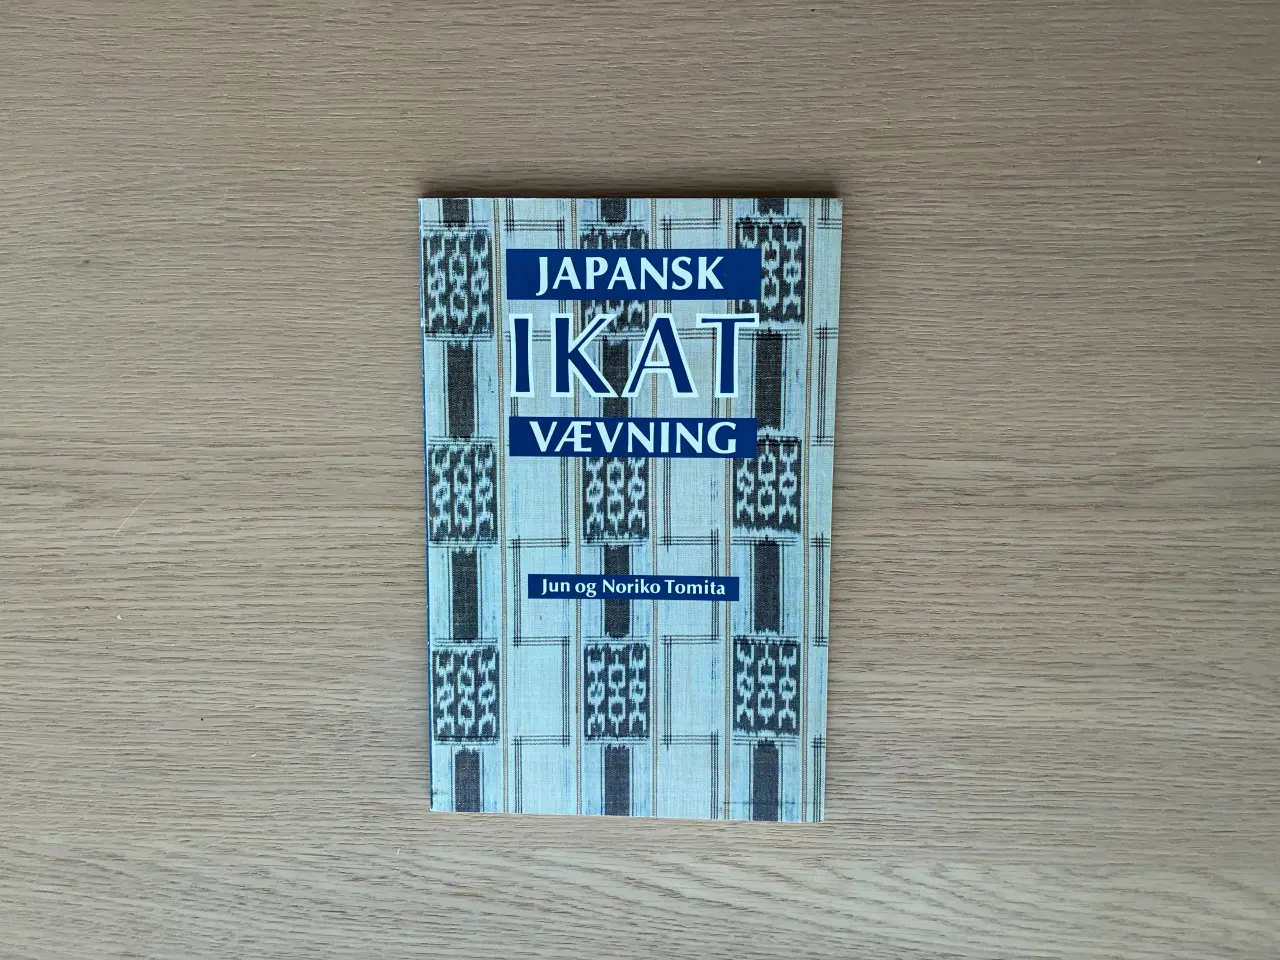 JAPANSK
IKAT
VÆVNING
Jun og Noriko Tomita